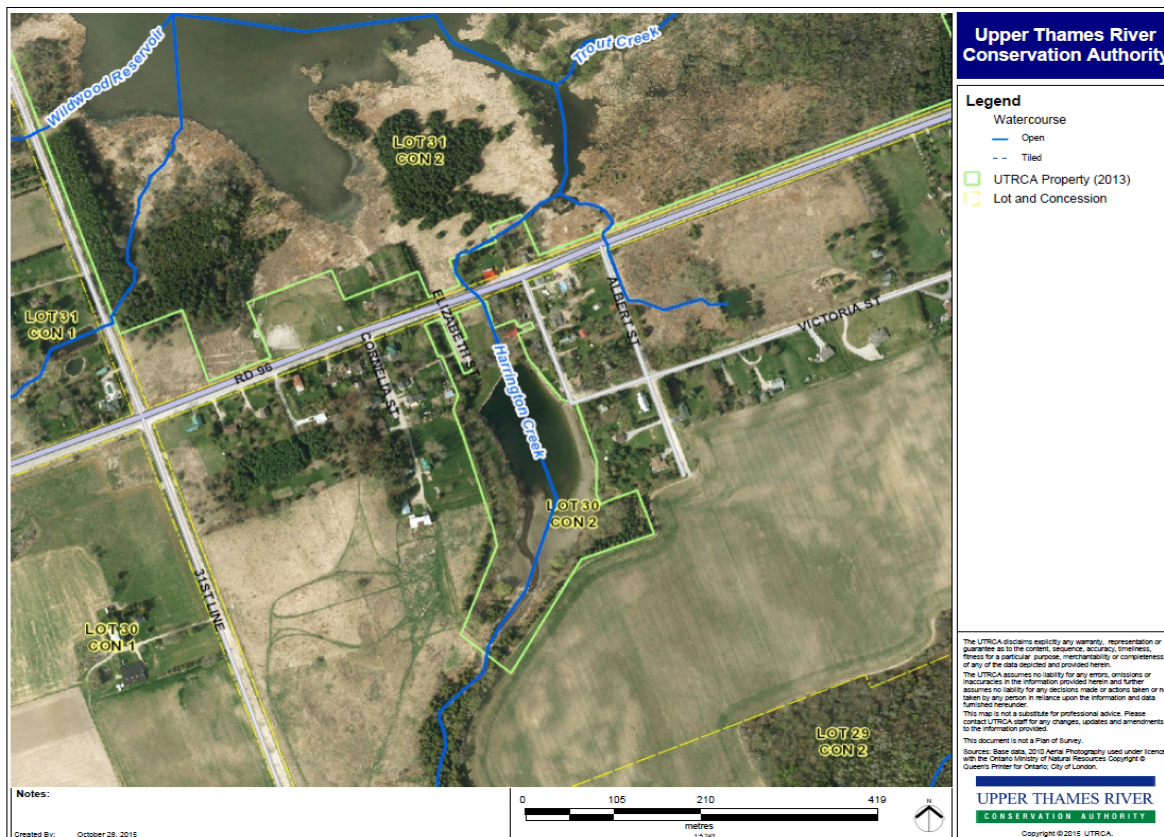 Wildwood Reservoir
Trout Creek
LOT 31
CON 2
LOT 31
CON 1
RD 96
ELIZABETH ST
CORNELIA ST
Harrington Creek
ALBERT ST
VICTORIA ST
LOT 30
CON 2
31ST LINE
LOT 30
CON 1
LOT 29
CON 2
Upper Thames River
Conservation Authority
Legend
Watercourse
Open
Tiled
UTRCA Property (2013)
Lot and Concession
The UTRCA disclaims explicitly any warranty, representation or
guarantee as to the content, sequence, accuracy, timeliness,
fitness for a particular purpose, merchantability or completeness
of any of the data depicted and provided herein.
The UTRCA assumes no liability for any errors, omissions or
inaccuracies in the information provided herein and further
assumes no liability for any decisions made or actions taken or n
taken by any person in reliance upon the information and data
furnished hereunder.
This map is not a substitute for professional advice. Please
contact UTRCA staff for any changes, updates and amendments
to the information provided.
This document is not a Plan of Survey.
Sources: Base data, 2010 Aerial Photography used under licence
with the Ontario Ministry of Natural Resources Copyright ©
Queen's Printer for Ontario; City of London.
UPPER THAMES RIVER
CONSERVATION AUTHORITY
Copyright © 2015 UTRCA.
Notes:
Created By: October 28, 2015
0 105 210 419
metres
N